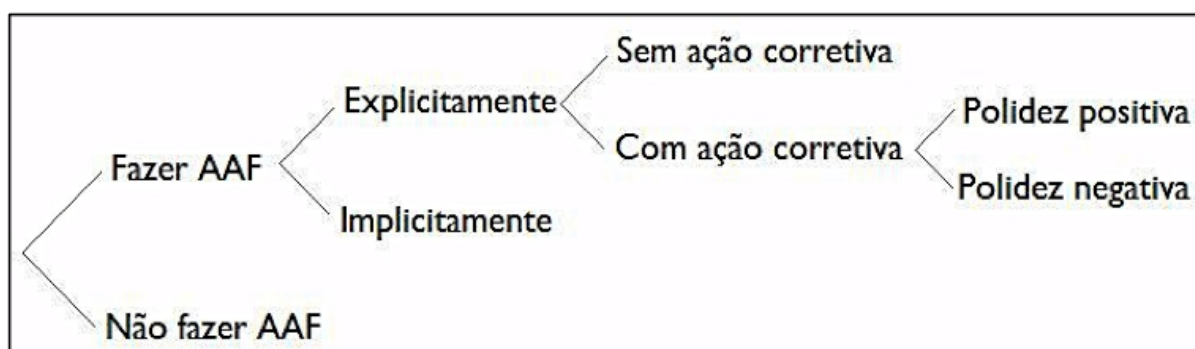 Sem ação corretiva
Explicitamente
Polidez positiva
Com ação corretiva
Fazer AAF
Polidez negativa
Implicitamente
Não fazer AAF